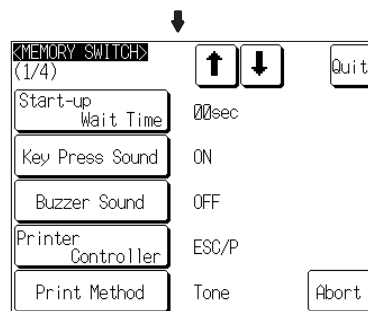 <MEMORY SWITCH>
(1/4)
Quit
Start-up
Wait Time
00sec
Key Press Sound
ON
Buzzer Sound
OFF
Printer
Controller
ESC/P
Print Method
Tone
Abort